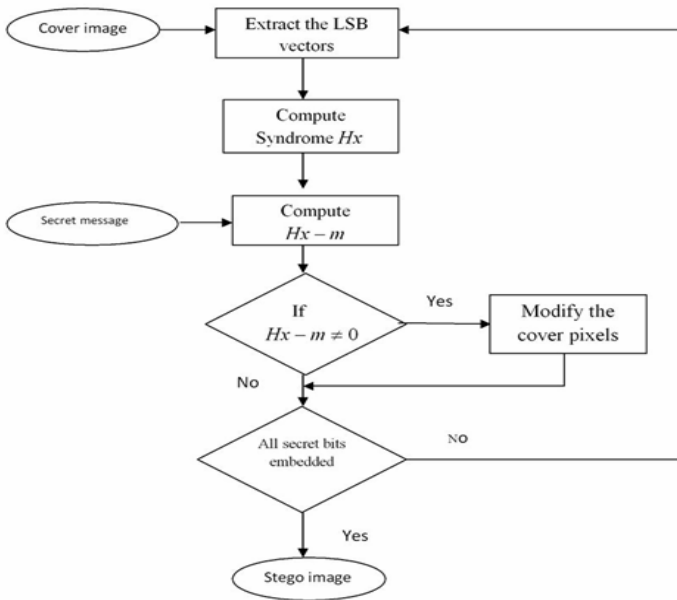 Cover image
Extract the LSB
vectors
Compute
Syndrome Hx
Secret message
Compute
Hx − m
If
Hx − m ≠ 0
Yes
Modify the
cover pixels
No
All secret bits
embedded
NO
Yes
Stego image